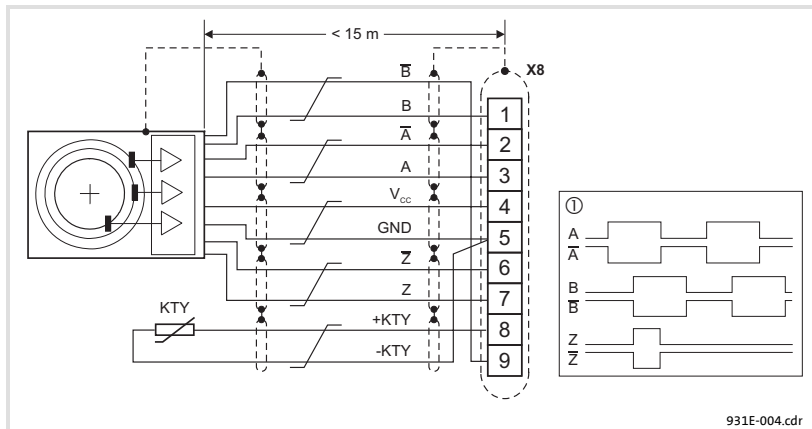 < 15 m
X8
B̅
B
1
A̅
2
A
3
Vcc
4
GND
5
Z̅
6
Z
7
KTY
+KTY
8
-KTY
9
①
A
A̅
B
B̅
Z
Z̅
931E-004.cdr